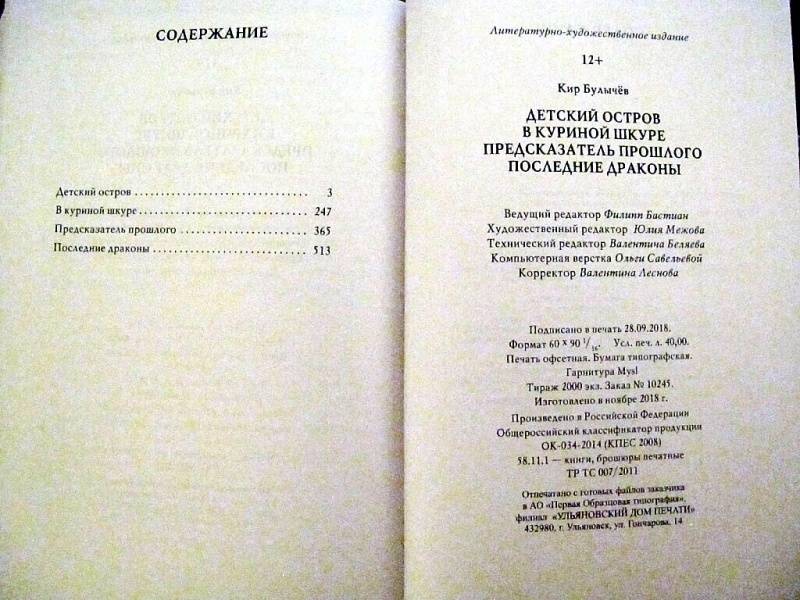 СОДЕРЖАНИЕ
Детский остров . . . . . . . . . . . . . . . . . . . . . . . . . . . . . 3
В куриной шкуре . . . . . . . . . . . . . . . . . . . . . . . . . . . . 247
Предсказатель прошлого . . . . . . . . . . . . . . . . . . . . . . 365
Последние драконы . . . . . . . . . . . . . . . . . . . . . . . . . . 513
Литературно-художественное издание
12+
Кир Булычёв
ДЕТСКИЙ ОСТРОВ
В КУРИНОЙ ШКУРЕ
ПРЕДСКАЗАТЕЛЬ ПРОШЛОГО
ПОСЛЕДНИЕ ДРАКОНЫ
Ведущий редактор Филипп Бастиан
Художественный редактор Юлия Межова
Технический редактор Валентина Беляева
Компьютерная верстка Ольги Савельевой
Корректор Валентина Леснова
Подписано в печать 28.09.2018.
Формат 60 x 90 1/16. Усл. печ. л. 40,00.
Печать офсетная. Бумага типографская.
Гарнитура Mysl
Тираж 2000 экз. Заказ № 10245.
Изготовлено в ноябре 2018 г.
Произведено в Российской Федерации
Общероссийский классификатор продукции
ОК-034-2014 (КПЕС 2008)
58.11.1 — книги, брошюры печатные
ТР ТС 007/2011
Отпечатано с готовых файлов заказчика
в АО «Первая Образцовая типография»,
филиал «УЛЬЯНОВСКИЙ ДОМ ПЕЧАТИ»
432980, г. Ульяновск, ул. Гончарова, 14